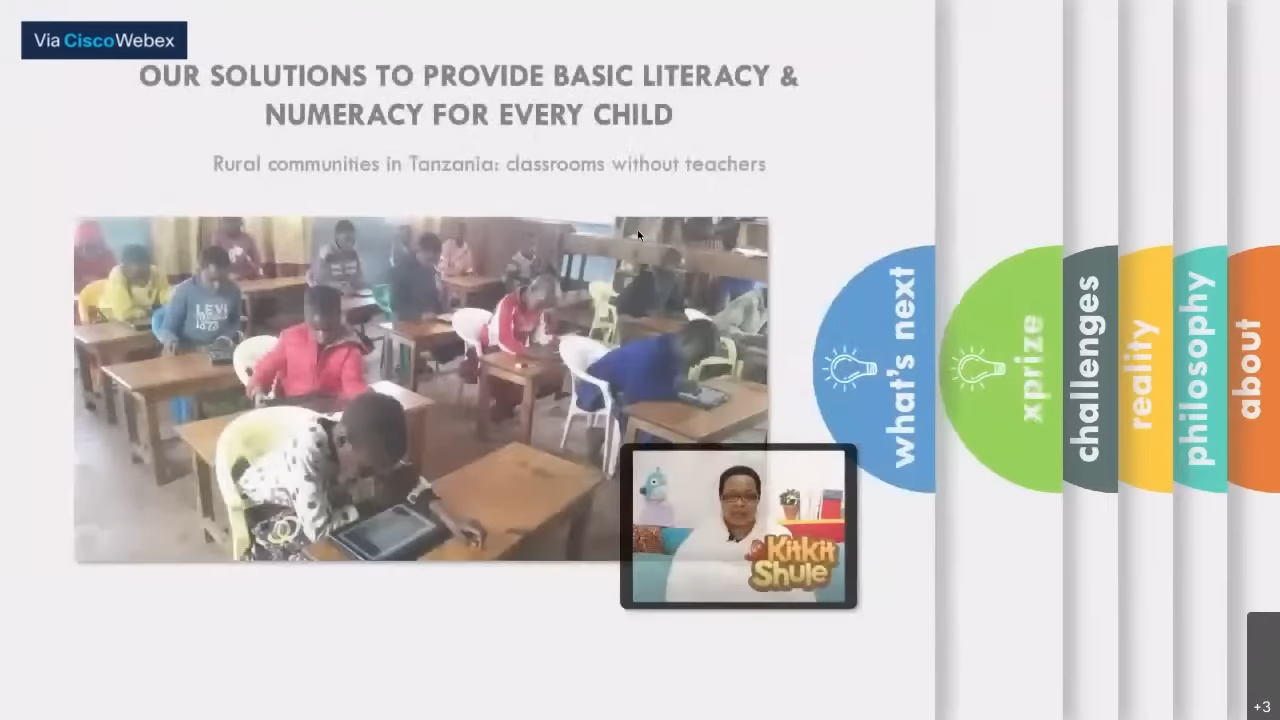 Via CiscoWebex
OUR SOLUTIONS TO PROVIDE BASIC LITERACY &
NUMERACY FOR EVERY CHILD
Rural communities in Tanzania: classrooms without teachers
LEVI
1873
Kitkit
Shule
what's next
xprize
challenges
reality
philosophy
about
+3